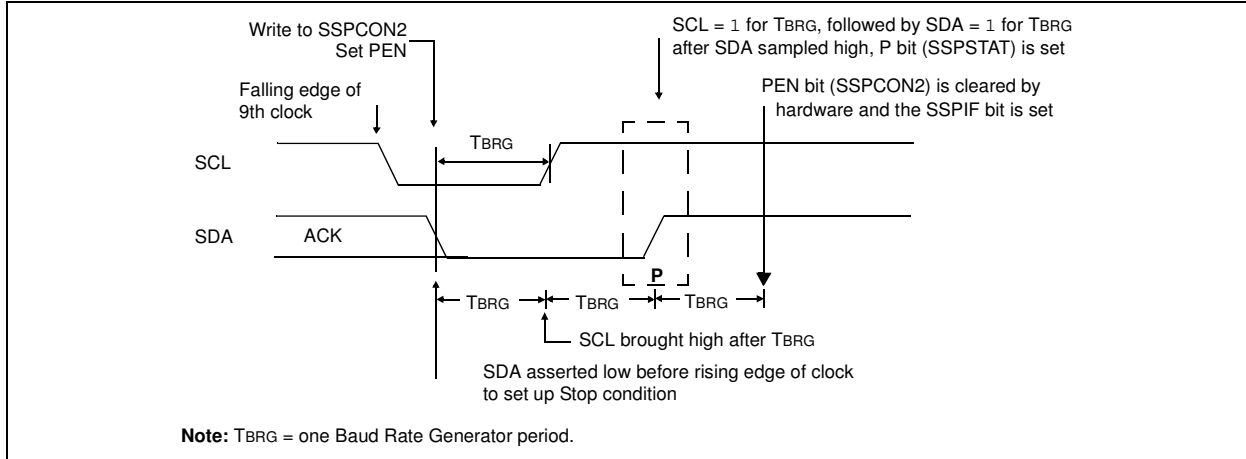 Write to SSPCON2
Set PEN
SCL = 1 for TBRG, followed by SDA = 1 for TBRG
after SDA sampled high, P bit (SSPSTAT) is set
Falling edge of
9th clock
PEN bit (SSPCON2) is cleared by
hardware and the SSPIF bit is set
TBRG
SCL
SDA
ACK
P
TBRG
TBRG
TBRG
SCL brought high after TBRG
SDA asserted low before rising edge of clock
to set up Stop condition
Note: TBRG = one Baud Rate Generator period.